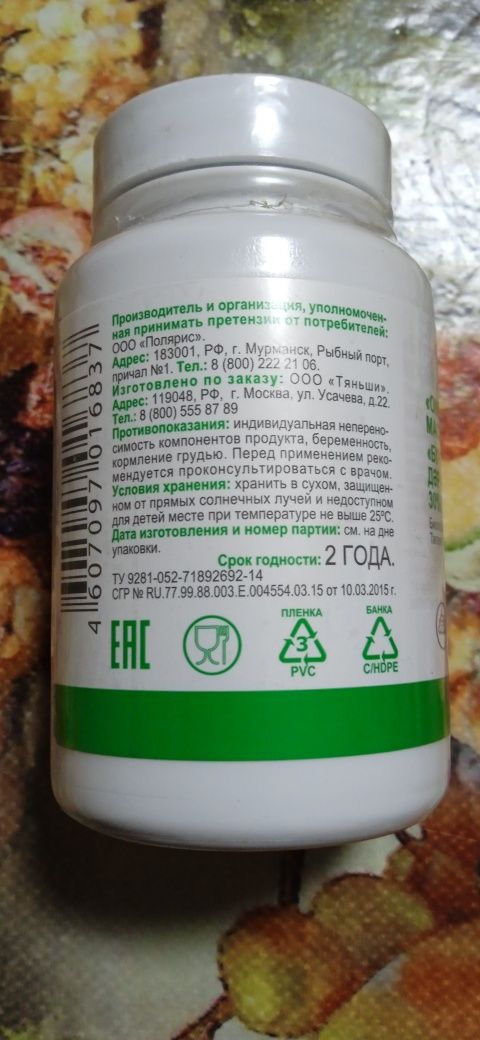 Производитель и организация, уполномочен-
ная принимать претензии от потребителей:
ООО «Полярис».
Адрес: 183001, РФ, г. Мурманск, Рыбный порт,
причал №1. Тел.: 8 (800) 222 21 06.
Изготовлено по заказу: ООО «Тяньши».
Адрес: 119048, РФ, г. Москва, ул. Усачева, д.22.
Тел.: 8 (800) 555 87 89
Противопоказания: индивидуальная неперено-
симость компонентов продукта, беременность,
кормление грудью. Перед применением реко-
мендуется проконсультироваться с врачом.
Условия хранения: хранить в сухом, защищен-
ном от прямых солнечных лучей и недоступном
для детей месте при температуре не выше 25°C.
Дата изготовления и номер партии: см. на дне
упаковки.
Срок годности: 2 ГОДА.
ТУ 9281-052-71892692-14
СГР № RU.77.99.88.003.Е.004554.03.15 от 10.03.2015 г.
4 607097 016837
EAC
ПЛЕНКА
3
PVC
БАНКА
C/HDPE